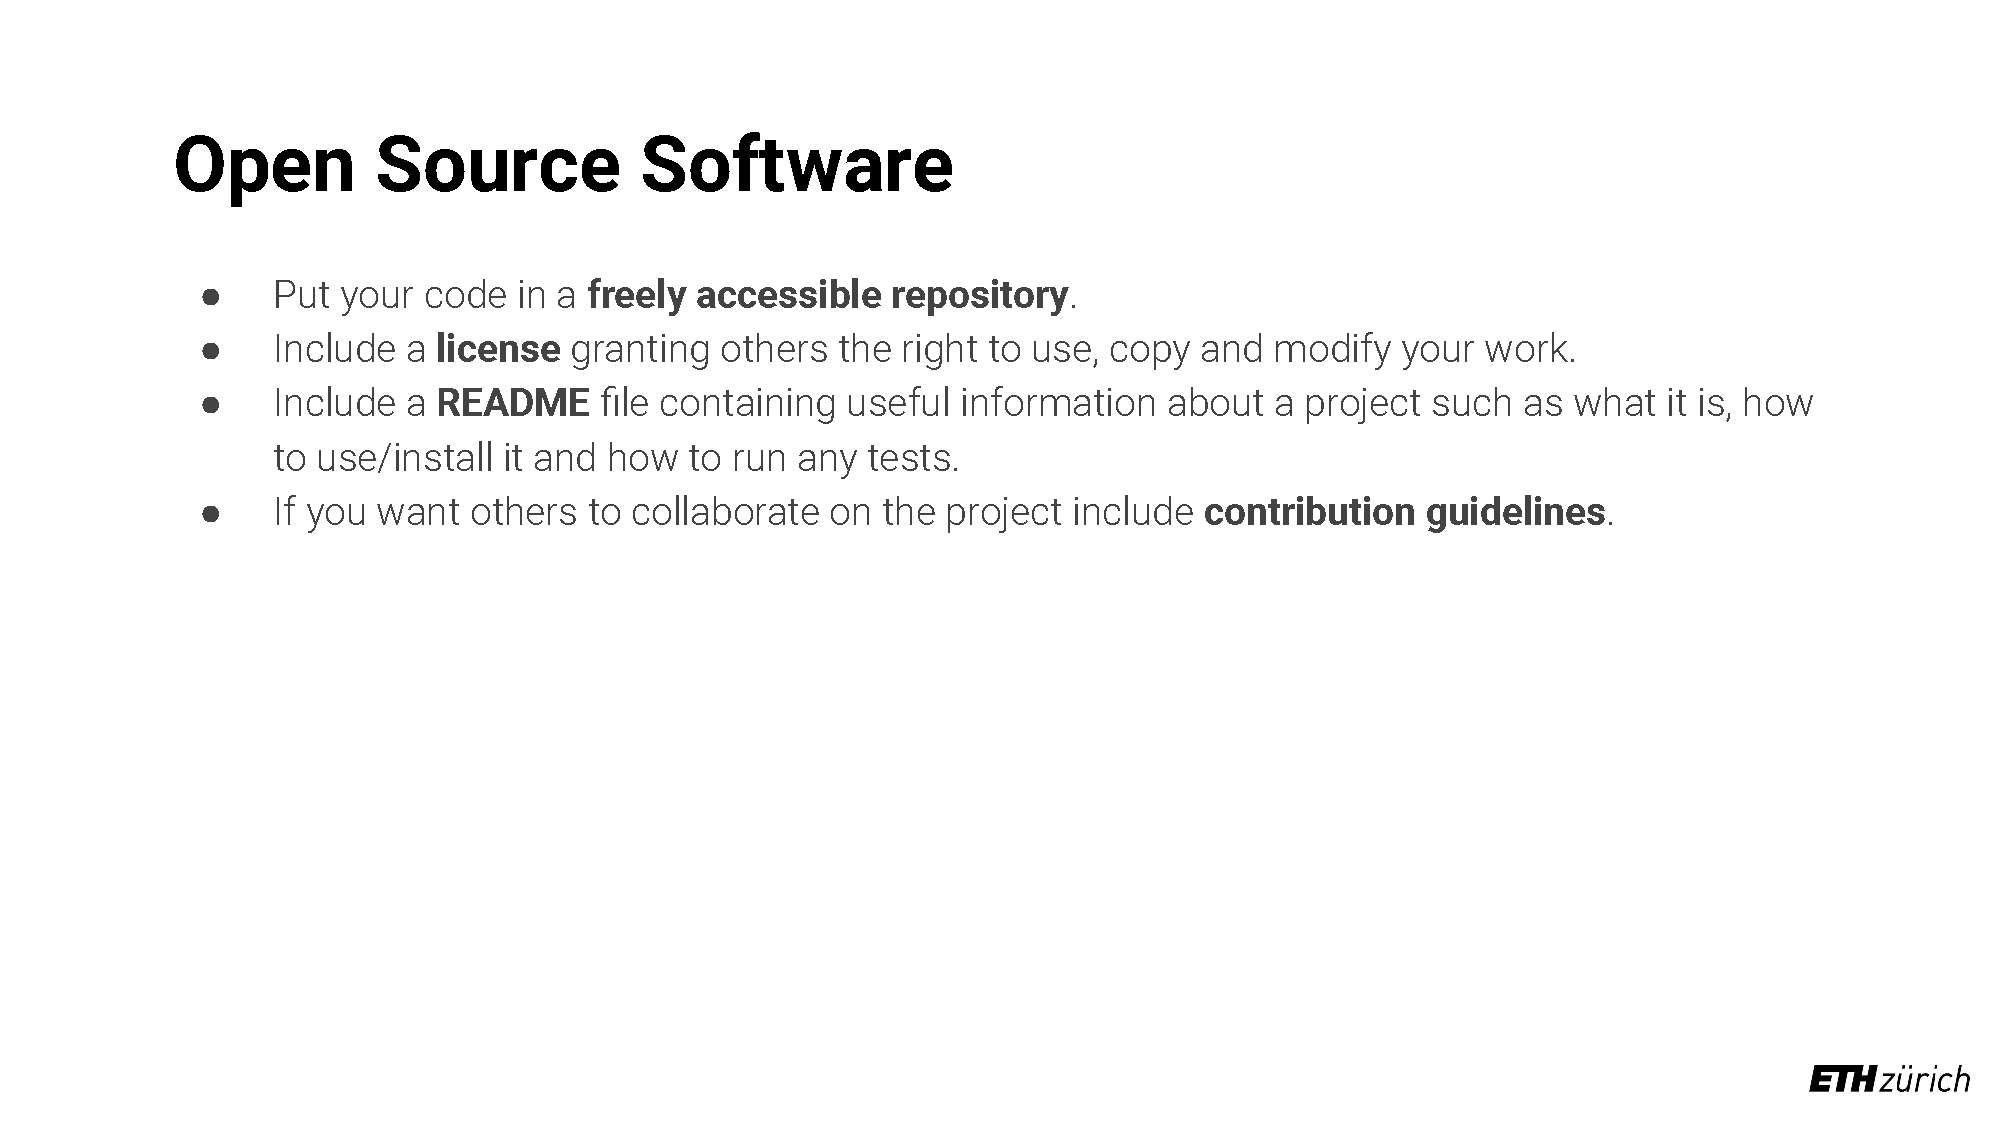 Open Source Software
● Put your code in a freely accessible repository.
● Include a license granting others the right to use, copy and modify your work.
● Include a README file containing useful information about a project such as what it is, how
to use/install it and how to run any tests.
● If you want others to collaborate on the project include contribution guidelines.
ETH zürich